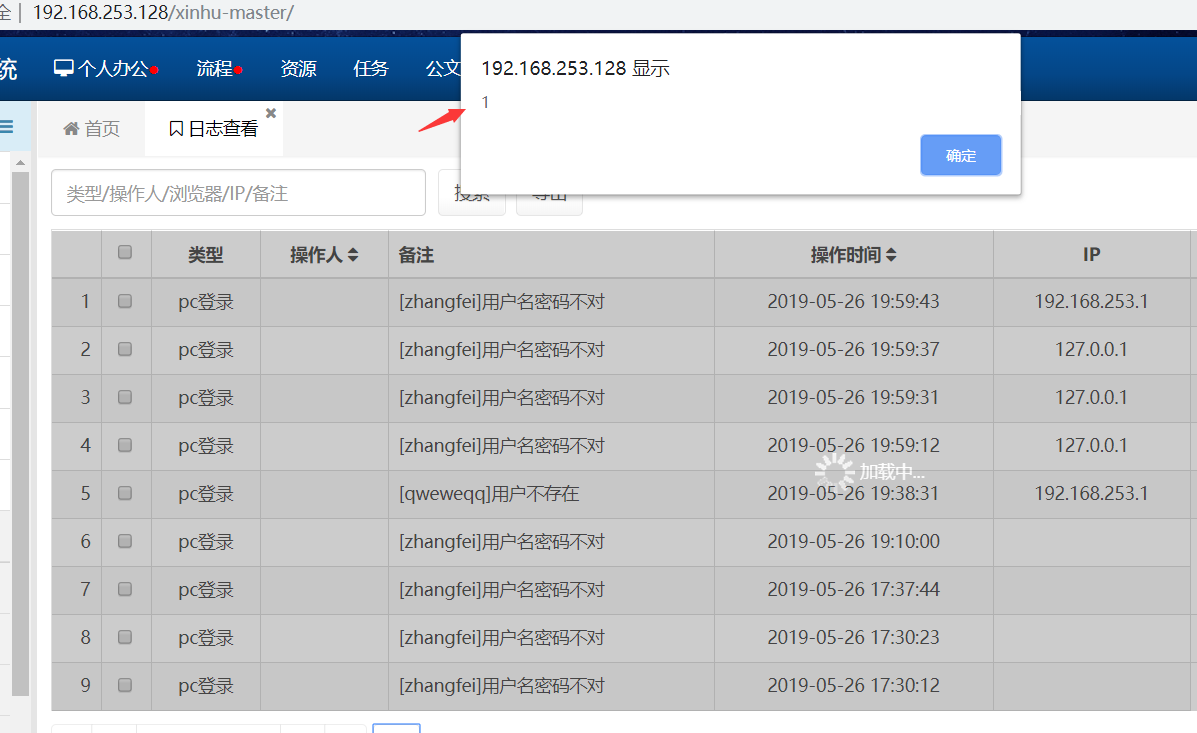 全 192.168.253.128/xinhu-master/
统 个人办公 流程 资源 任务 公文
192.168.253.128 显示
1
确定
首页 日志查看
类型/操作人/浏览器/IP/备注 搜索 导出
类型 操作人 备注 操作时间 IP
1 pc登录 [zhangfei]用户名密码不对 2019-05-26 19:59:43 192.168.253.1
2 pc登录 [zhangfei]用户名密码不对 2019-05-26 19:59:37 127.0.0.1
3 pc登录 [zhangfei]用户名密码不对 2019-05-26 19:59:31 127.0.0.1
4 pc登录 [zhangfei]用户名密码不对 2019-05-26 19:59:12 127.0.0.1
加载中...
5 pc登录 [qweweqq]用户不存在 2019-05-26 19:38:31 192.168.253.1
6 pc登录 [zhangfei]用户名密码不对 2019-05-26 19:10:00
7 pc登录 [zhangfei]用户名密码不对 2019-05-26 17:37:44
8 pc登录 [zhangfei]用户名密码不对 2019-05-26 17:30:23
9 pc登录 [zhangfei]用户名密码不对 2019-05-26 17:30:12